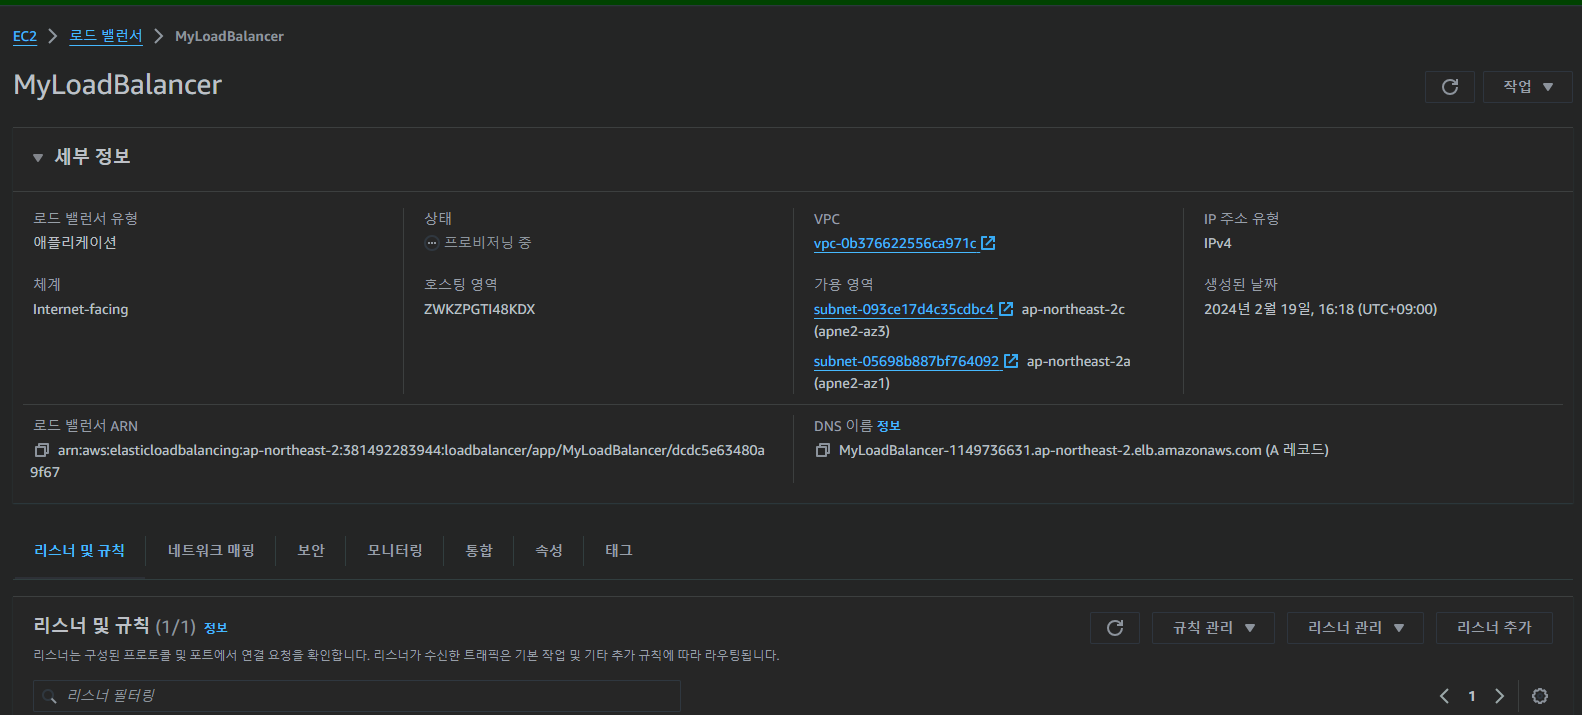 EC2 > 로드 밸런서 > MyLoadBalancer
MyLoadBalancer
작업
세부 정보
로드 밸런서 유형
애플리케이션
상태
프로비저닝 중
VPC
vpc-0b376622556ca971c
IP 주소 유형
IPv4
체계
Internet-facing
호스팅 영역
ZWKZPGTI48KDX
가용 영역
subnet-093ce17d4c35cdbc4 ap-northeast-2c
(apne2-az3)
subnet-05698b887bf764092 ap-northeast-2a
(apne2-az1)
생성된 날짜
2024년 2월 19일, 16:18 (UTC+09:00)
로드 밸런서 ARN
arn:aws:elasticloadbalancing:ap-northeast-2:381492283944:loadbalancer/app/MyLoadBalancer/dcdc5e63480a
9f67
DNS 이름 정보
MyLoadBalancer-1149736631.ap-northeast-2.elb.amazonaws.com (A 레코드)
리스너 및 규칙 네트워크 매핑 보안 모니터링 통합 속성 태그
리스너 및 규칙 (1/1) 정보
규칙 관리 리스너 관리 리스너 추가
리스너는 구성된 프로토콜 및 포트에서 연결 요청을 확인합니다. 리스너가 수신한 트래픽은 기본 작업 및 기타 추가 규칙에 따라 라우팅됩니다.
리스너 필터링
1